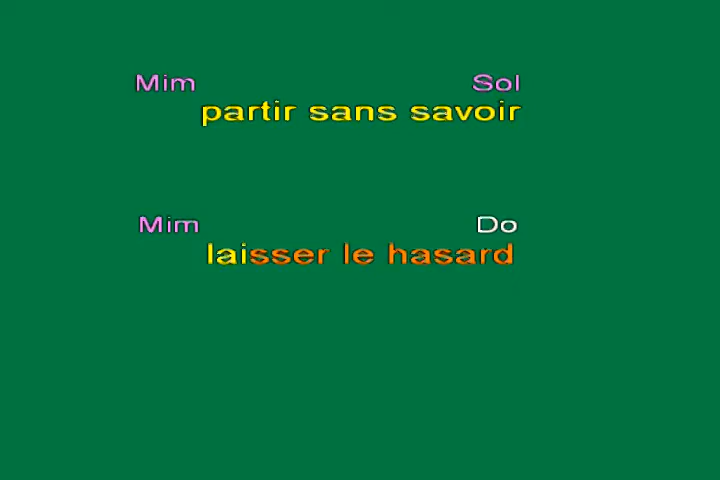 Mim Sol
partir sans savoir
Mim Do
laisser le hasard